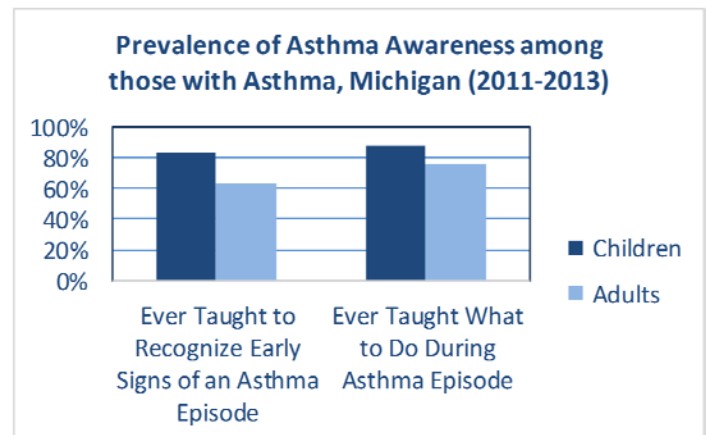 Prevalence of Asthma Awareness among
those with Asthma, Michigan (2011-2013)
100%
80%
60%
40%
20%
0%
Children
Adults
Ever Taught to
Recognize Early
Signs of an Asthma
Episode
Ever Taught What
to Do During
Asthma Episode